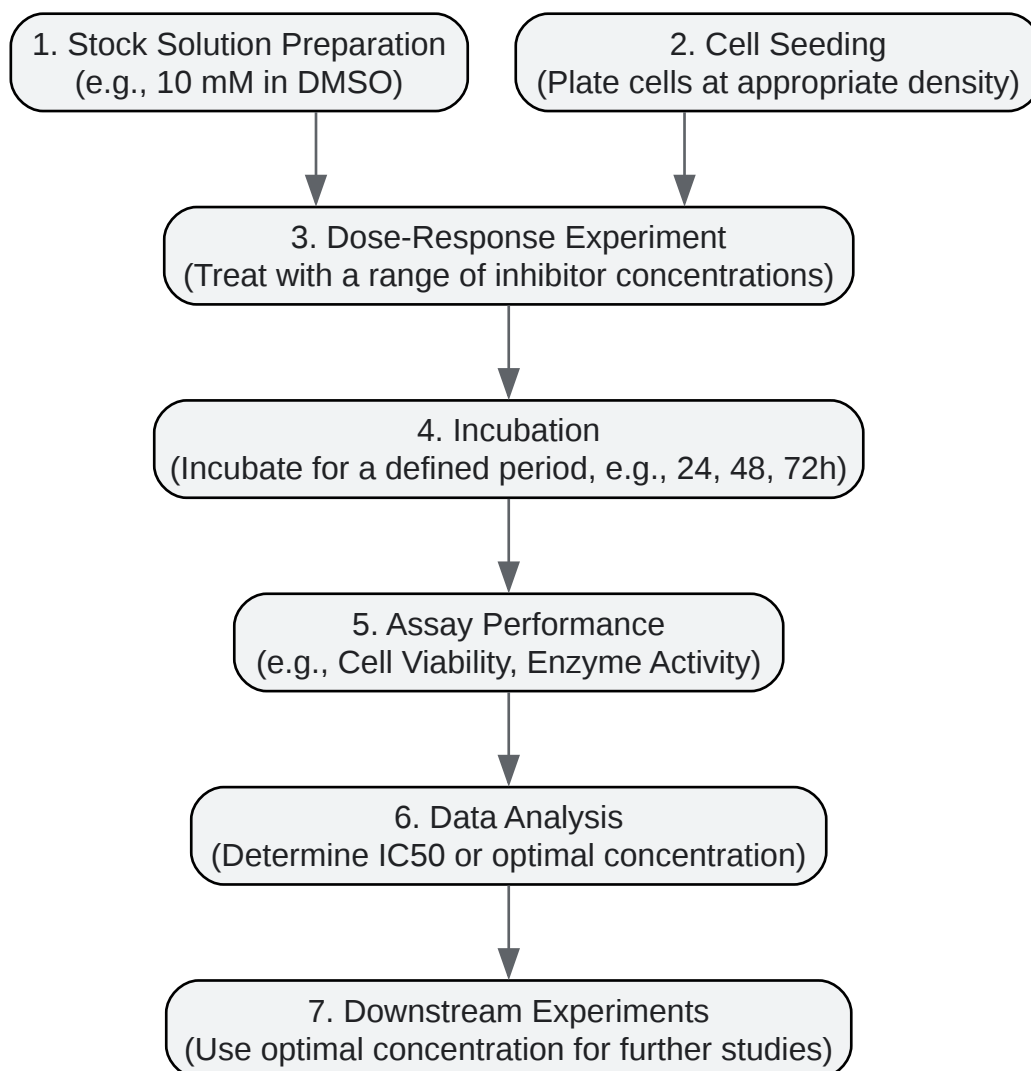 1. Stock Solution Preparation
(e.g., 10 mM in DMSO)
2. Cell Seeding
(Plate cells at appropriate density)
3. Dose-Response Experiment
(Treat with a range of inhibitor concentrations)
4. Incubation
(Incubate for a defined period, e.g., 24, 48, 72h)
5. Assay Performance
(e.g., Cell Viability, Enzyme Activity)
6. Data Analysis
(Determine IC50 or optimal concentration)
7. Downstream Experiments
(Use optimal concentration for further studies)